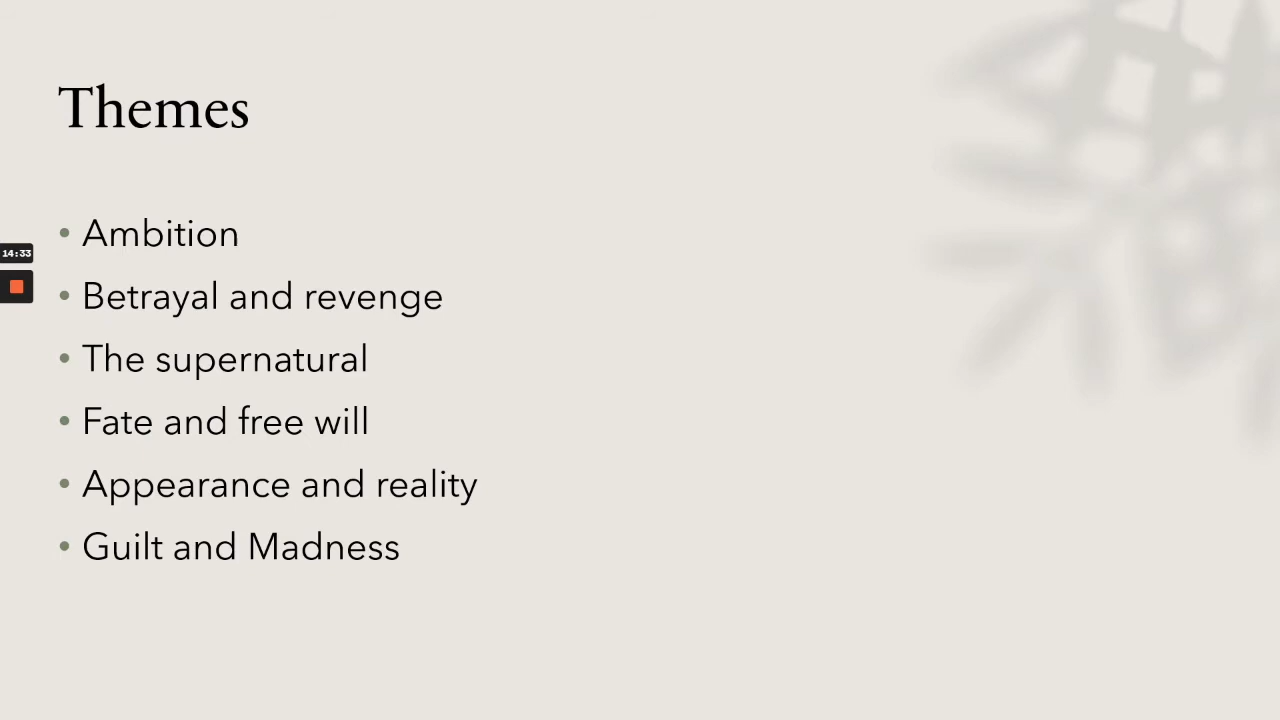 Themes
• Ambition
14:33
• Betrayal and revenge
• The supernatural
• Fate and free will
• Appearance and reality
• Guilt and Madness